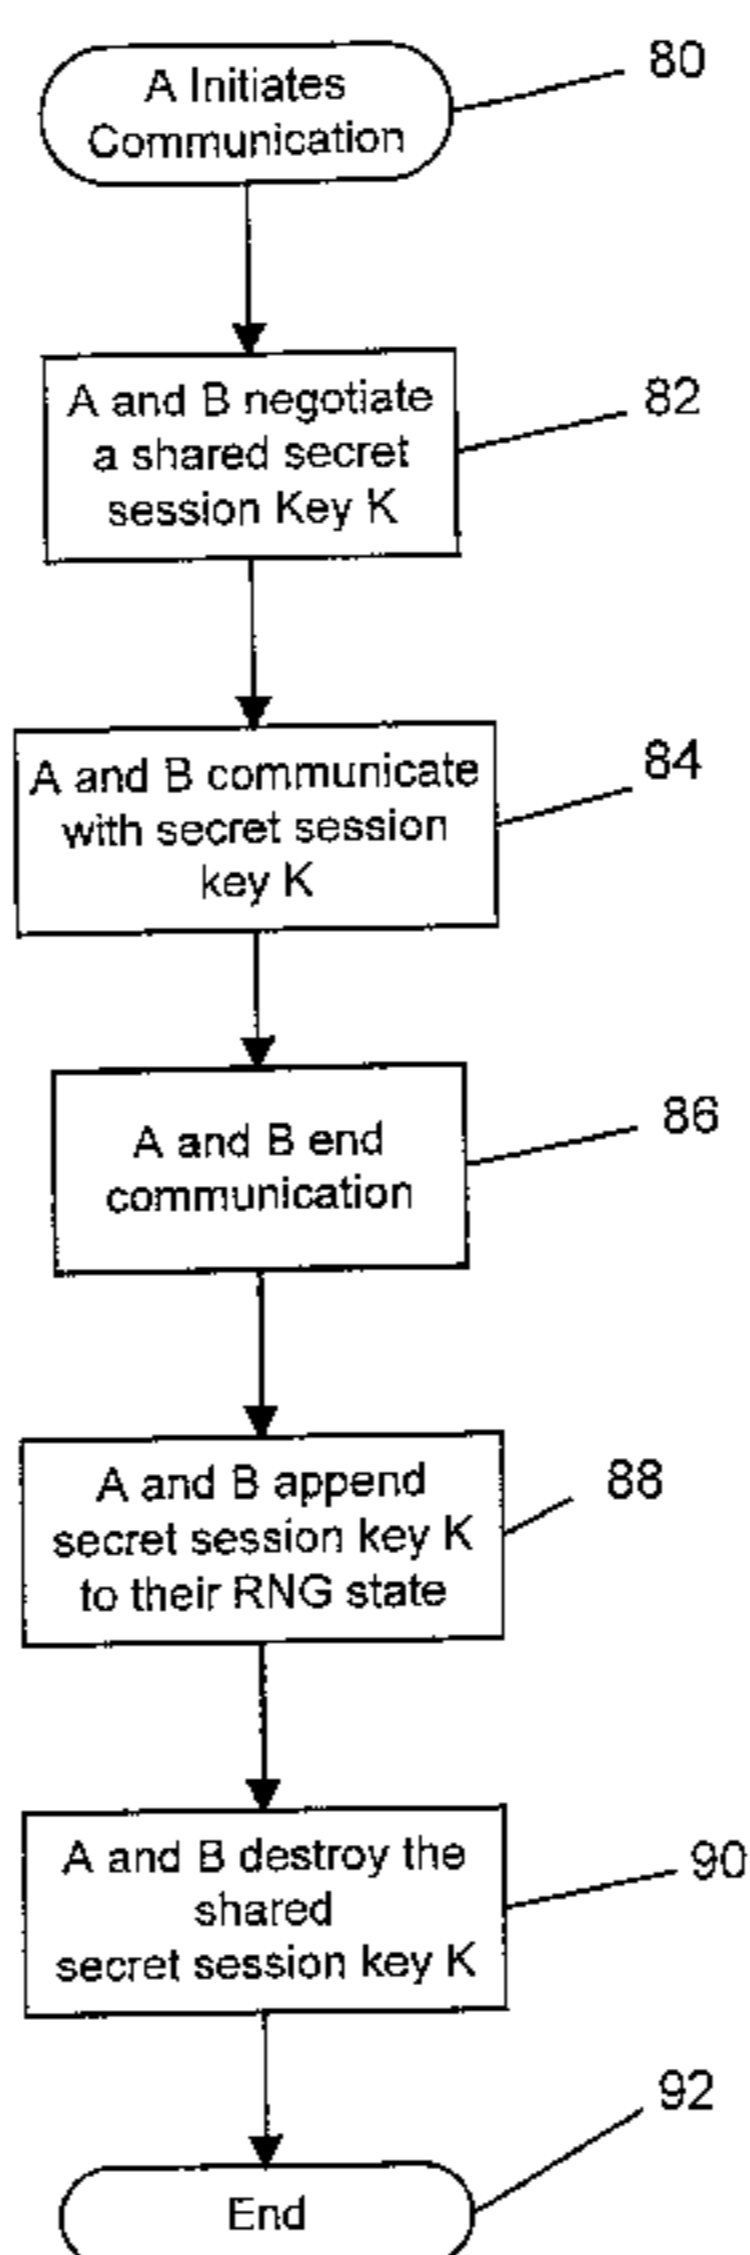 A Initiates
Communication
80
A and B negotiate
a shared secret
session Key K
82
A and B communicate
with secret session
key K
84
A and B end
communication
86
A and B append
secret session key K
to their RNG state
88
A and B destroy the
shared
secret session key K
90
End
92